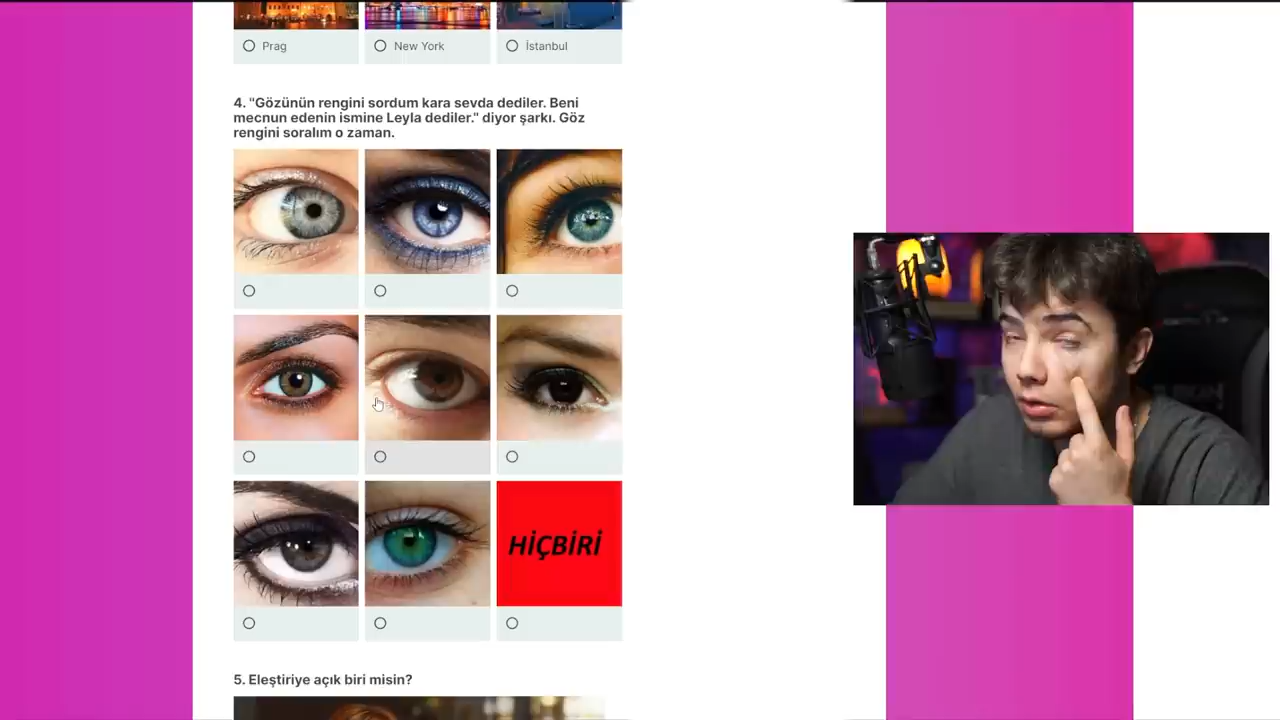 Prag
New York
İstanbul
4. "Gözünün rengini sordum kara sevda dediler. Beni
mecnun edenin ismine Leyla dediler." diyor şarkı. Göz
rengini soralım o zaman.
HİÇBİRİ
5. Eleştiriye açık biri misin?